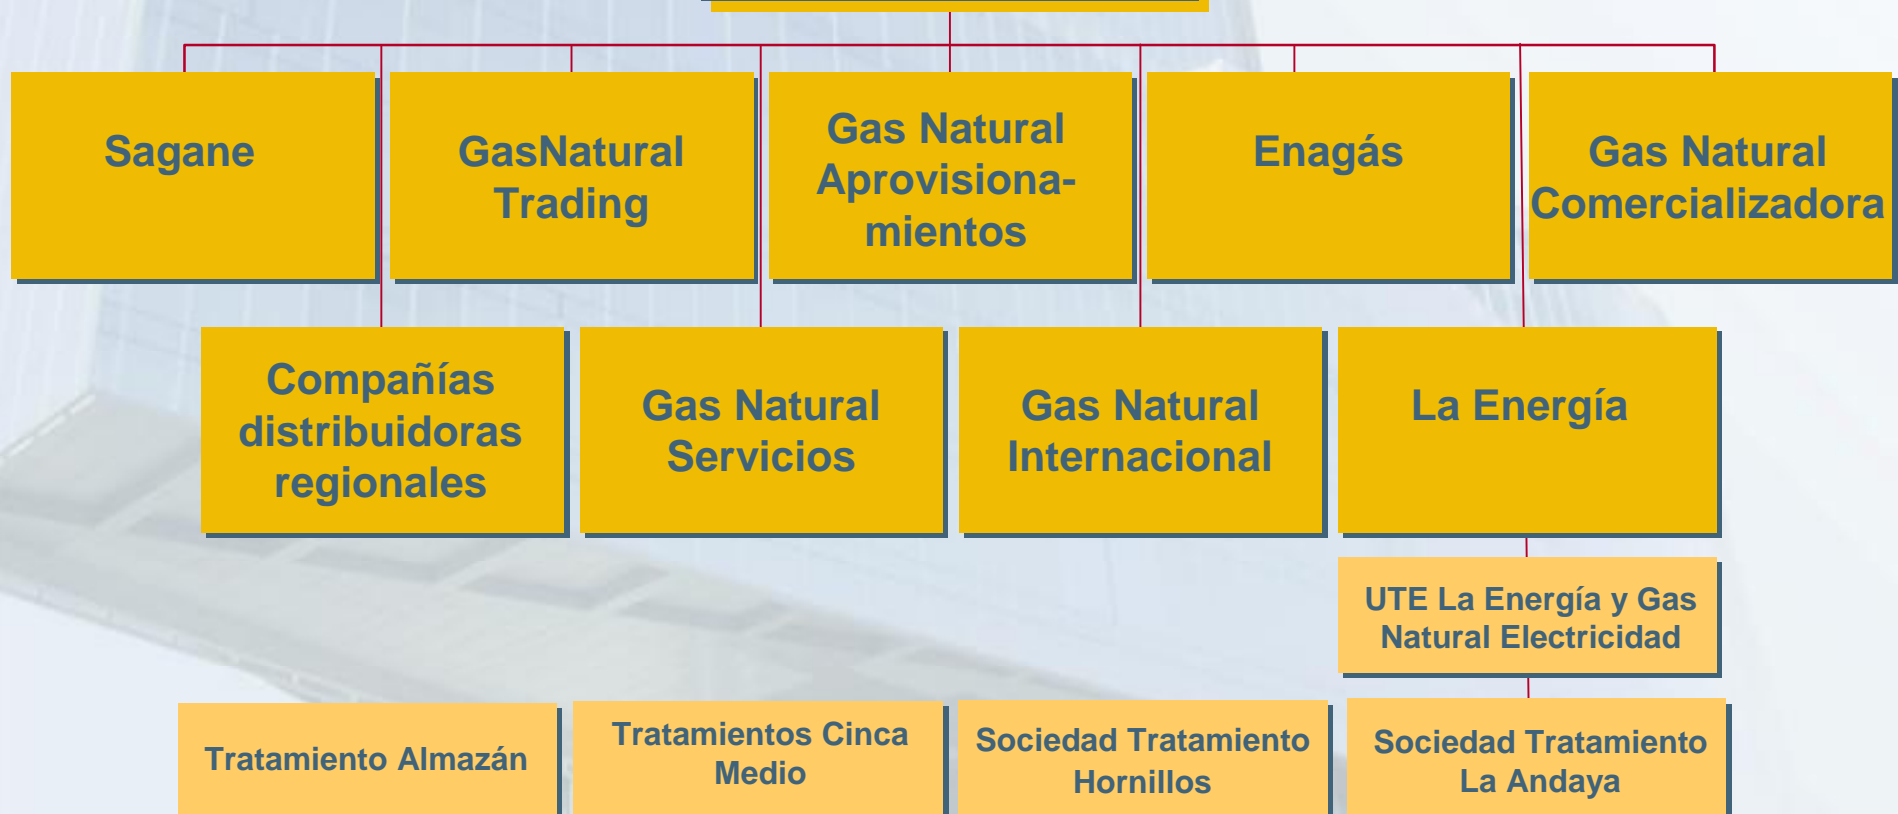 Sagane
GasNatural
Trading
Gas Natural
Aprovisiona-
mientos
Enagás
Gas Natural
Comercializadora
Compañías
distribuidoras
regionales
Gas Natural
Servicios
Gas Natural
Internacional
La Energía
UTE La Energía y Gas
Natural Electricidad
Tratamiento Almazán
Tratamientos Cinca
Medio
Sociedad Tratamiento
Hornillos
Sociedad Tratamiento
La Andaya